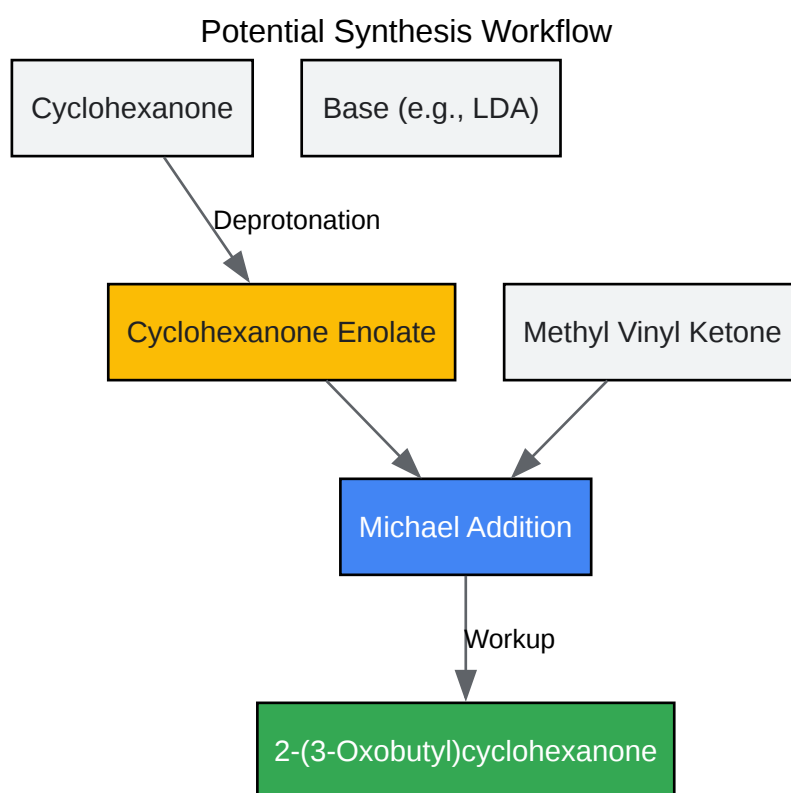 Potential Synthesis Workflow
Cyclohexanone
Base (e.g., LDA)
Deprotonation
Cyclohexanone Enolate
Methyl Vinyl Ketone
Michael Addition
Workup
2-(3-Oxobutyl)cyclohexanone